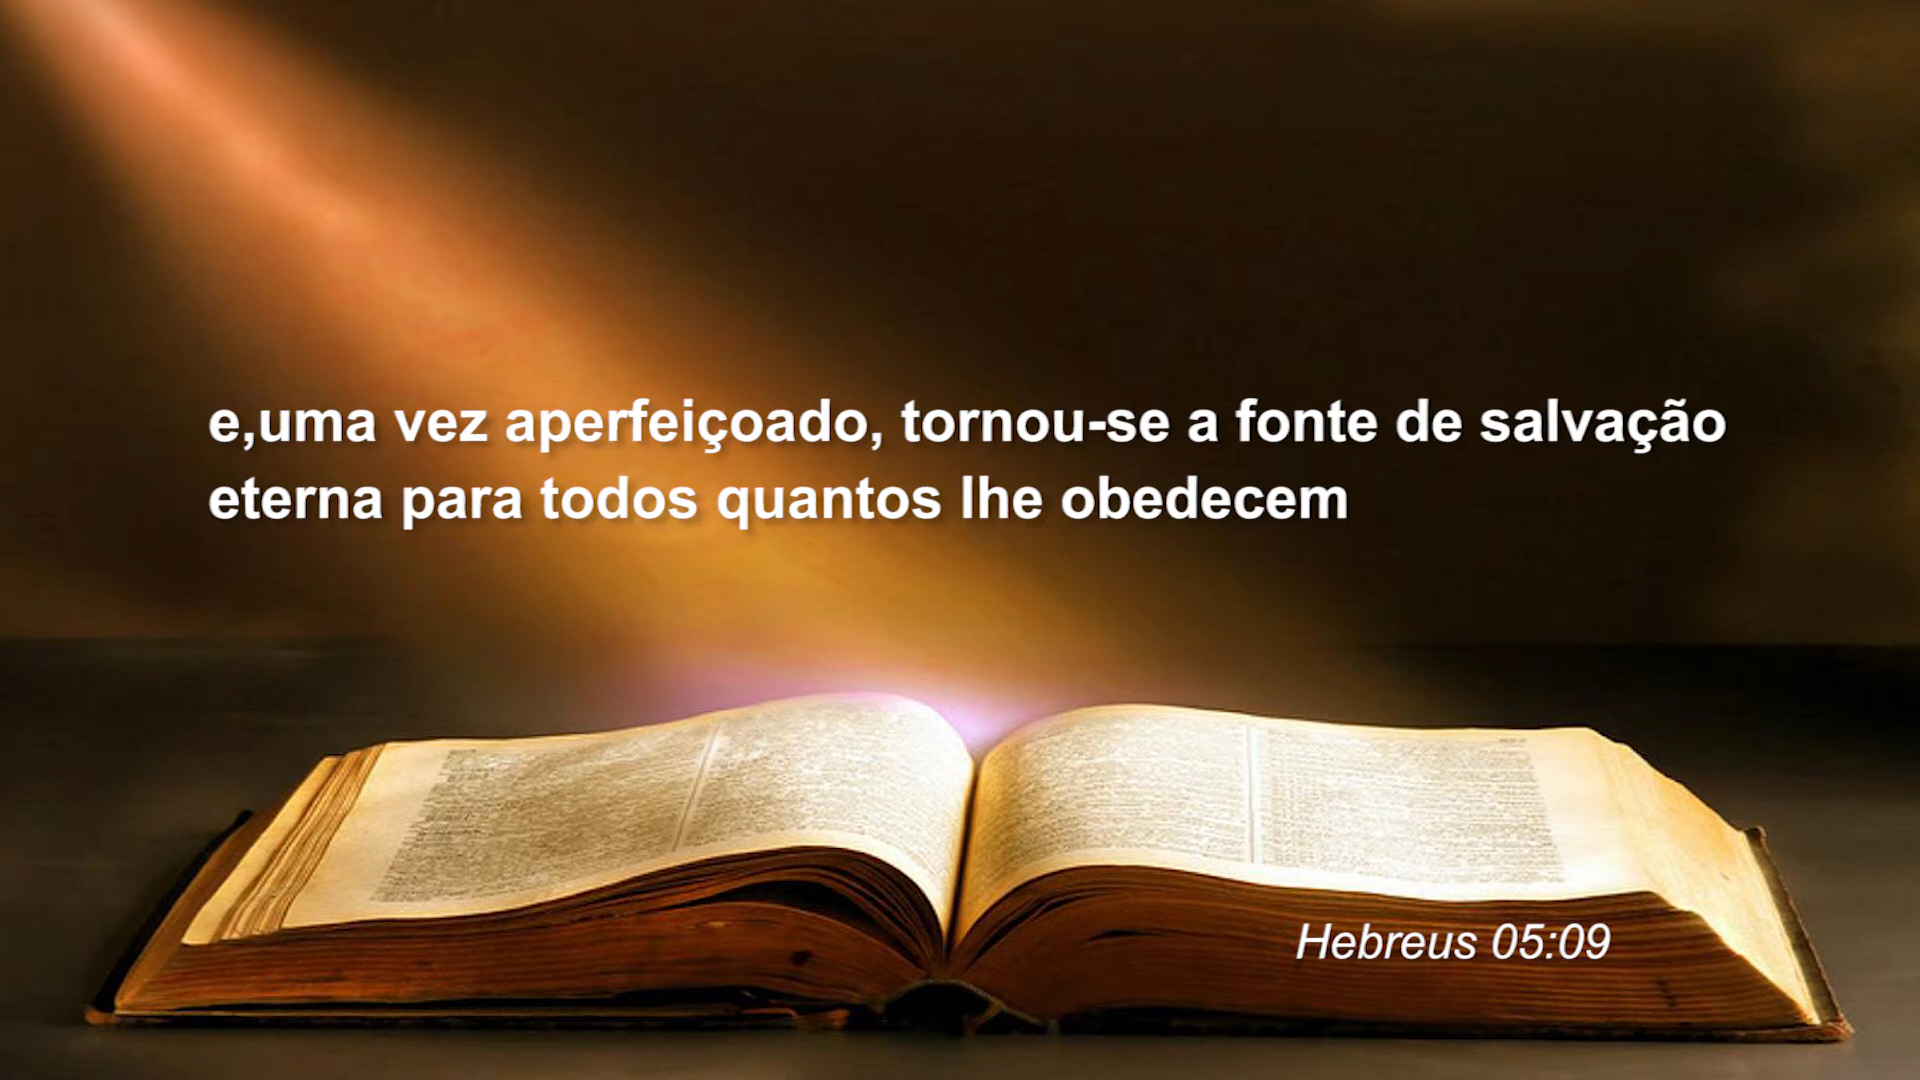 e,uma vez aperfeiçoado, tornou-se a fonte de salvação
eterna para todos quantos lhe obedecem
Hebreus 05:09